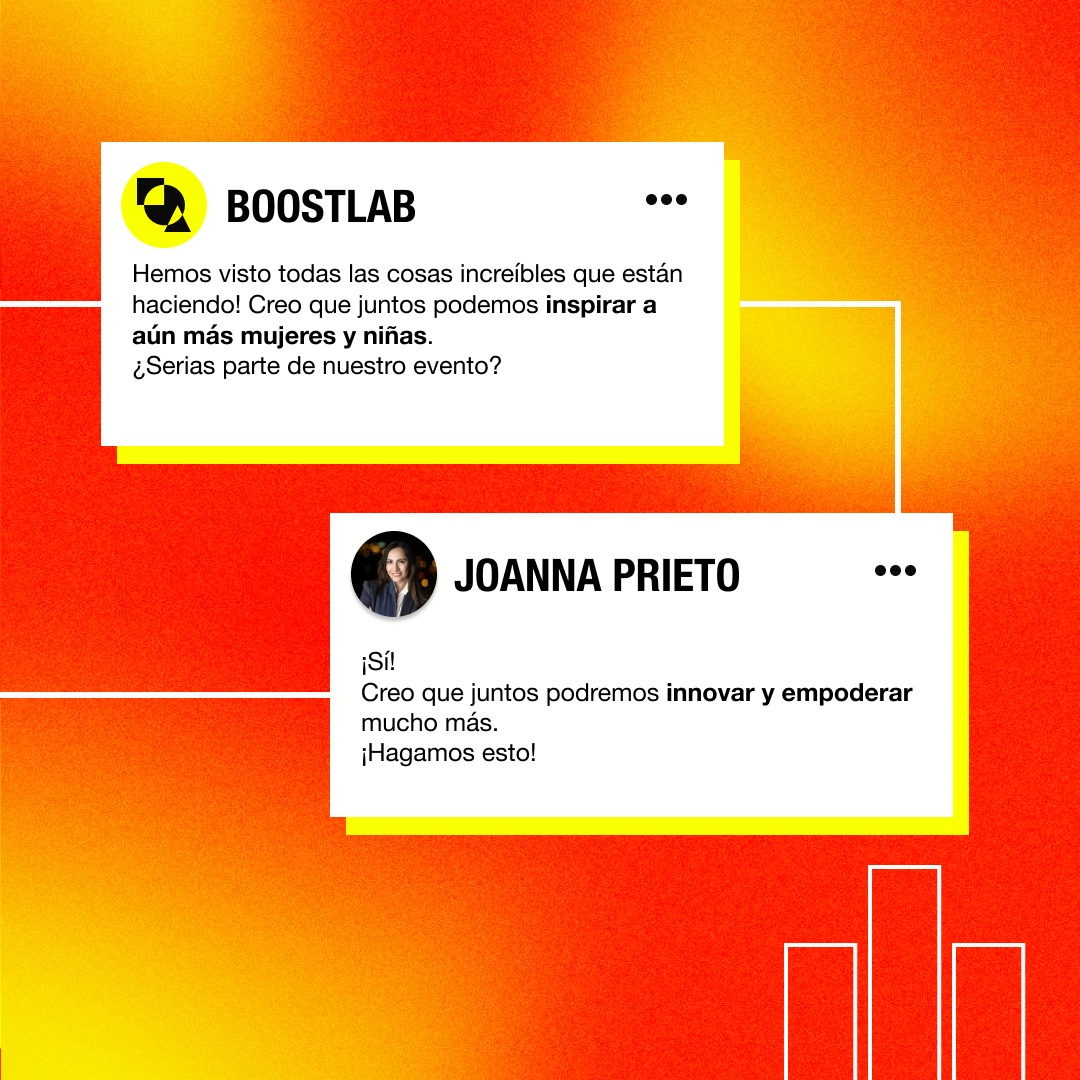 BOOSTLAB
Hemos visto todas las cosas increíbles que están
haciendo! Creo que juntos podemos inspirar a
aún más mujeres y niñas.
¿Serias parte de nuestro evento?
JOANNA PRIETO
¡Sí!
Creo que juntos podremos innovar y empoderar
mucho más.
¡Hagamos esto!